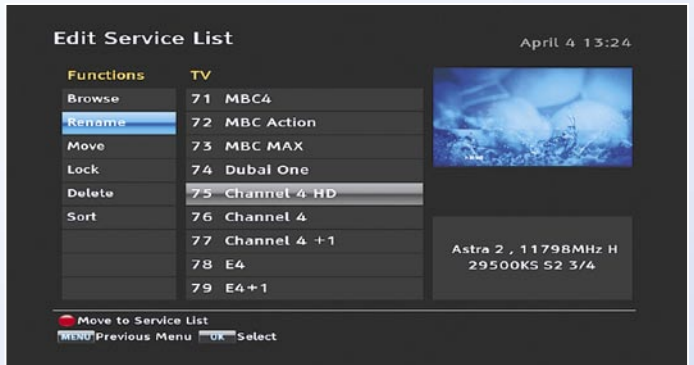 Edit Service List
April 4 13:24
Functions
TV
Browse
Rename
Move
Lock
Delete
Sort
71 MBC4
72 MBC Action
73 MBC MAX
74 Dubai One
75 Channel 4 HD
76 Channel 4
77 Channel 4 +1
78 E4
79 E4+1
Astra 2 , 11798MHz H
29500KS S2 3/4
Move to Service List
MENU Previous Menu OK Select